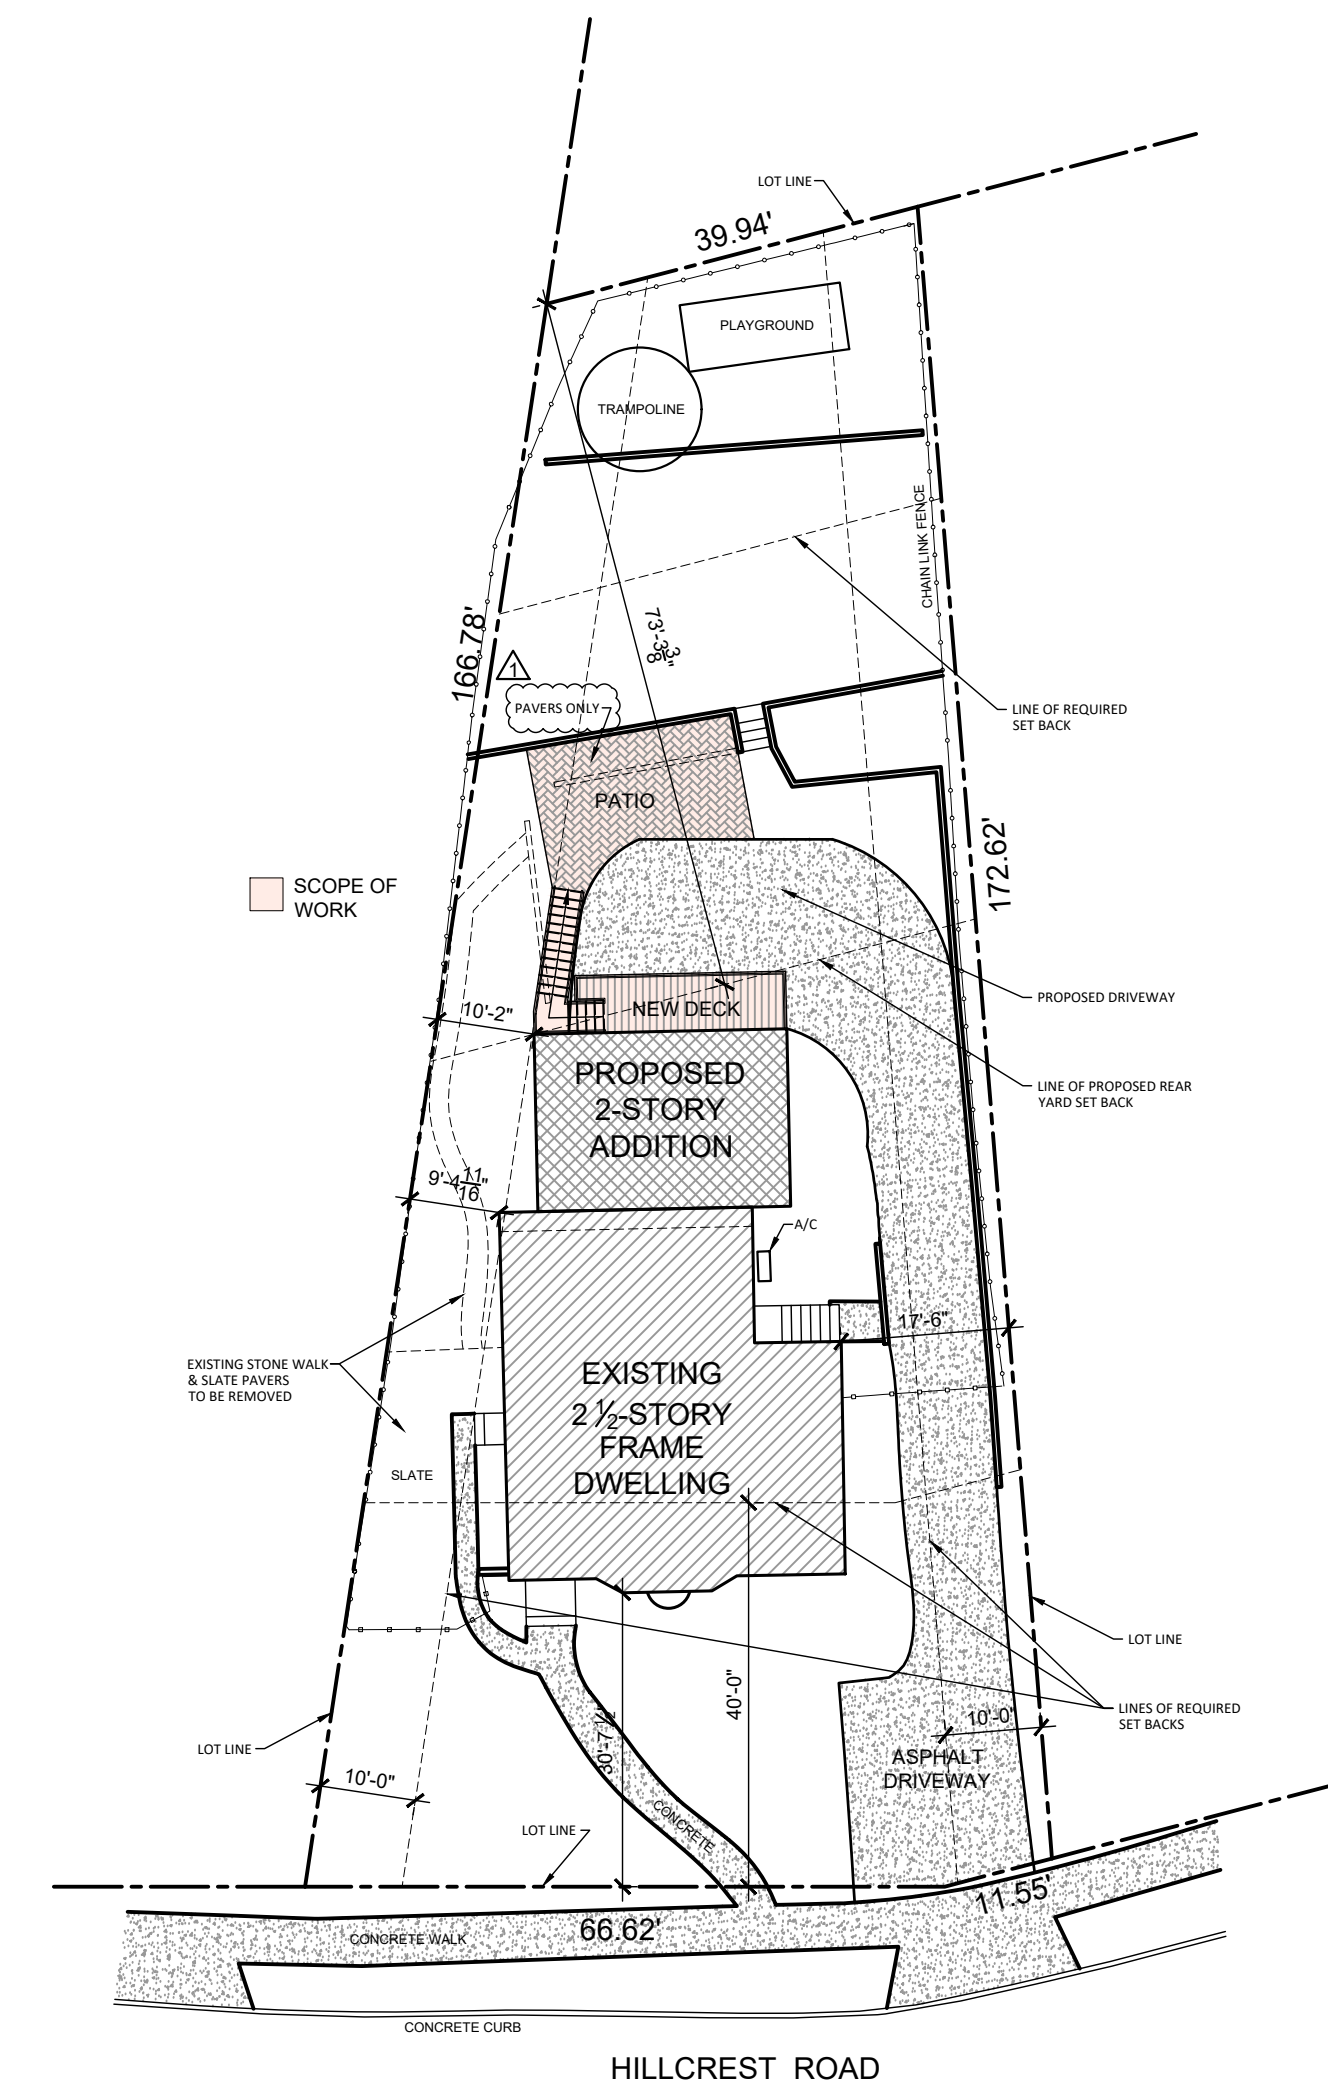 LOT LINE
39.94'
PLAYGROUND
TRAMPOLINE
CHAIN LINK FENCE
166.78'
73'-3 3/8"
1
PAVERS ONLY
LINE OF REQUIRED
SET BACK
PATIO
172.62'
SCOPE OF
WORK
PROPOSED DRIVEWAY
10'-2"
NEW DECK
PROPOSED
2-STORY
ADDITION
LINE OF PROPOSED REAR
YARD SET BACK
9'-4 11/16"
A/C
17'-6"
EXISTING STONE WALK
& SLATE PAVERS
TO BE REMOVED
EXISTING
2 ½-STORY
FRAME
DWELLING
SLATE
LOT LINE
40'-0"
30'-7 ½"
LINES OF REQUIRED
SET BACKS
10'-0"
LOT LINE
ASPHALT
DRIVEWAY
10'-0"
CONCRETE
LOT LINE
11.55'
66.62'
CONCRETE WALK
CONCRETE CURB
HILLCREST ROAD